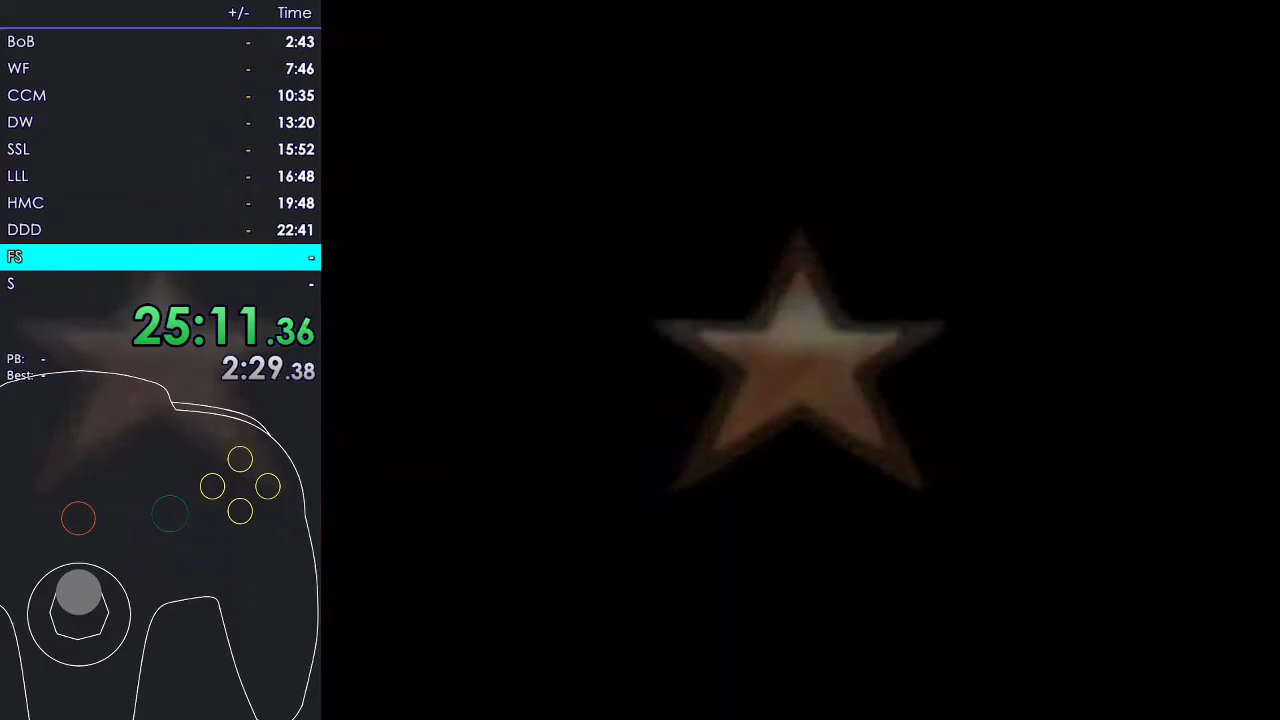 +/- Time
BoB - 2:43
WF - 7:46
CCM - 10:35
DW - 13:20
SSL - 15:52
LLL - 16:48
HMC - 19:48
DDD - 22:41
FS -
S -
25:11.36
PB: - 2:29.38
Best: -